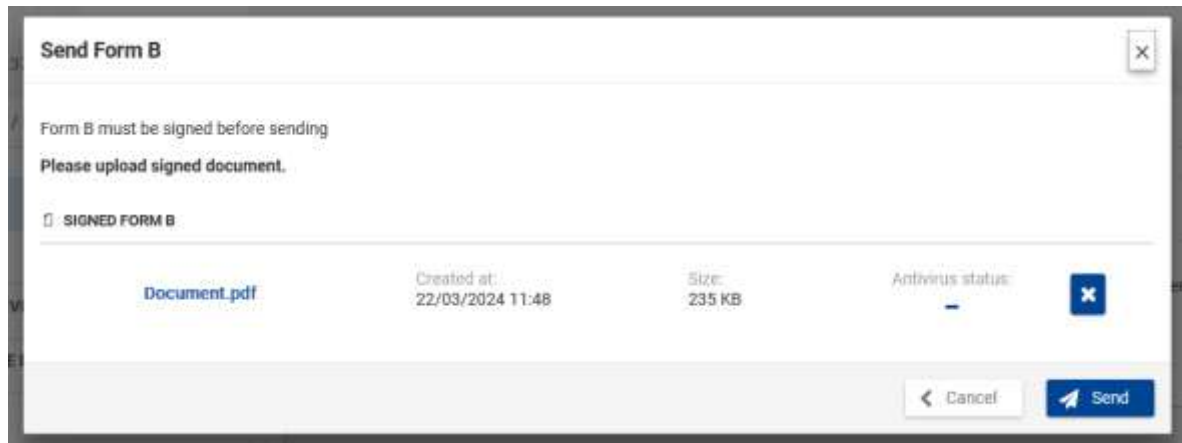 Send Form B
Form B must be signed before sending
Please upload signed document.
SIGNED FORM B
Document.pdf
Created at:
22/03/2024 11:48
Size:
235 KB
Antivirus status:
–
Cancel
Send